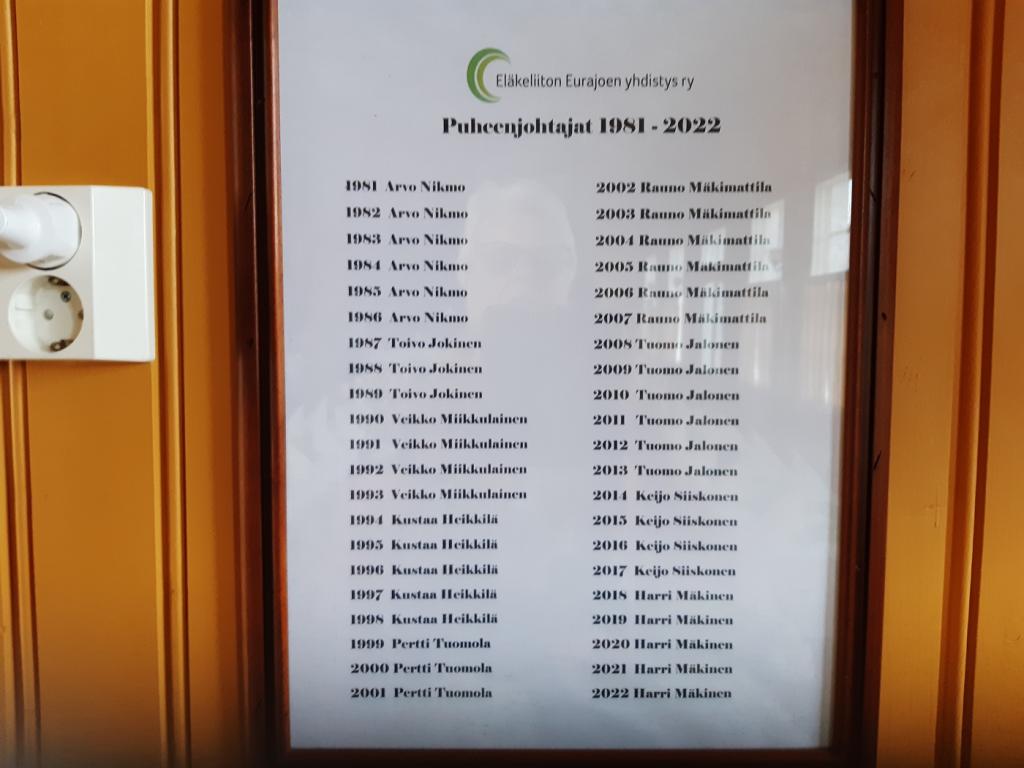 Eläkeliiton Eurajoen yhdistys ry
Puheenjohtajat 1981 - 2022
1981 Arvo Nikmo
1982 Arvo Nikmo
1983 Arvo Nikmo
1984 Arvo Nikmo
1985 Arvo Nikmo
1986 Arvo Nikmo
1987 Toivo Jokinen
1988 Toivo Jokinen
1989 Toivo Jokinen
1990 Veikko Miikkulainen
1991 Veikko Miikkulainen
1992 Veikko Miikkulainen
1993 Veikko Miikkulainen
1994 Kustaa Heikkilä
1995 Kustaa Heikkilä
1996 Kustaa Heikkilä
1997 Kustaa Heikkilä
1998 Kustaa Heikkilä
1999 Pertti Tuomola
2000 Pertti Tuomola
2001 Pertti Tuomola
2002 Rauno Mäkimattila
2003 Rauno Mäkimattila
2004 Rauno Mäkimattila
2005 Rauno Mäkimattila
2006 Rauno Mäkimattila
2007 Rauno Mäkimattila
2008 Tuomo Jalonen
2009 Tuomo Jalonen
2010 Tuomo Jalonen
2011 Tuomo Jalonen
2012 Tuomo Jalonen
2013 Tuomo Jalonen
2014 Keijo Siiskonen
2015 Keijo Siiskonen
2016 Keijo Siiskonen
2017 Keijo Siiskonen
2018 Harri Mäkinen
2019 Harri Mäkinen
2020 Harri Mäkinen
2021 Harri Mäkinen
2022 Harri Mäkinen